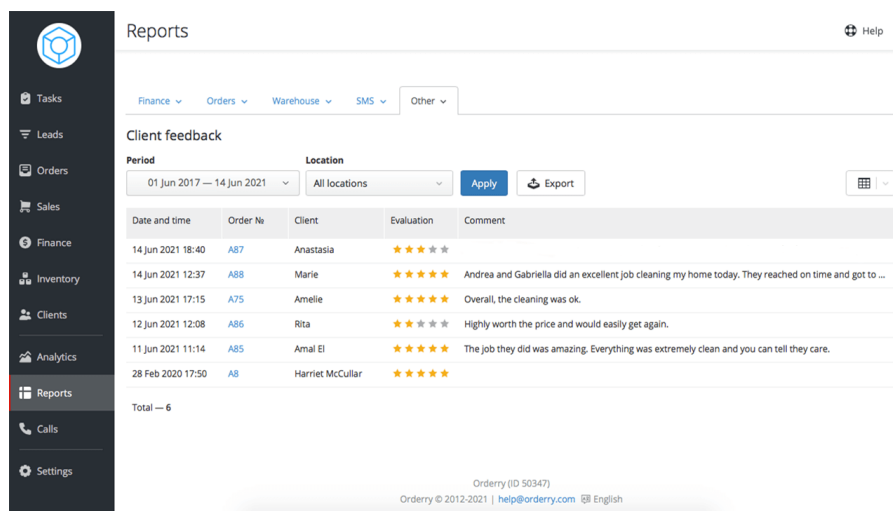 Reports
Help
Tasks
Leads
Orders
Sales
Finance
Inventory
Clients
Analytics
Reports
Calls
Settings
Finance Orders Warehouse SMS Other
Client feedback
Period Location
01 Jun 2017 — 14 Jun 2021 All locations Apply Export
Date and time Order № Client Evaluation Comment
14 Jun 2021 18:40 A87 Anastasia
14 Jun 2021 12:37 A88 Marie Andrea and Gabriella did an excellent job cleaning my home today. They reached on time and got to ...
13 Jun 2021 17:15 A75 Amelie Overall, the cleaning was ok.
12 Jun 2021 12:08 A86 Rita Highly worth the price and would easily get again.
11 Jun 2021 11:14 A85 Amal El The job they did was amazing. Everything was extremely clean and you can tell they care.
28 Feb 2020 17:50 A8 Harriet McCullar
Total — 6
Orderry (ID 50347)
Orderry © 2012-2021 | help@orderry.com English